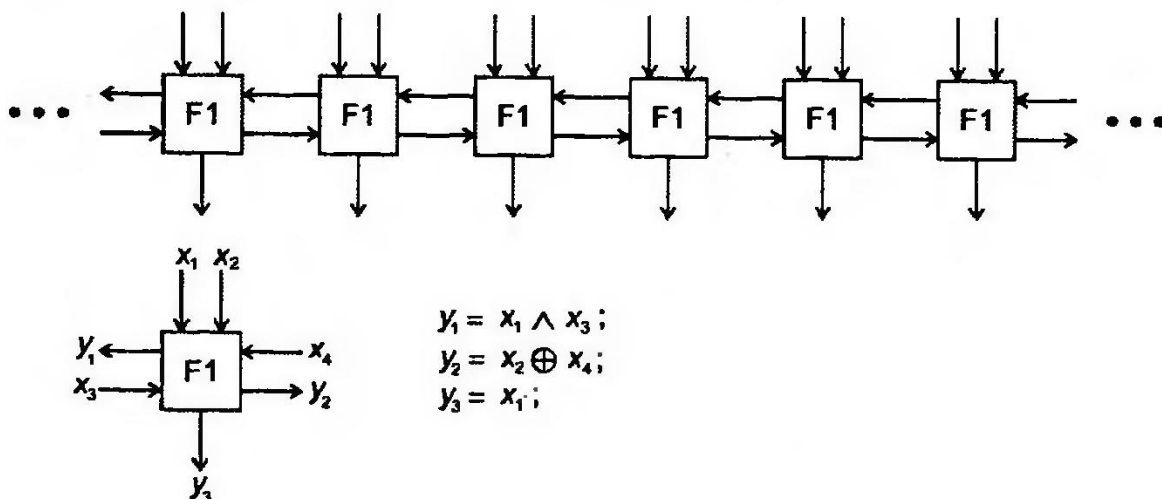 F1 F1 F1 F1 F1 F1
x₁ x₂
y₁ F1 x₄
x₃ y₂
y₃
y₁ = x₁ ∧ x₃ ;
y₂ = x₂ ⊕ x₄ ;
y₃ = x₁ ;